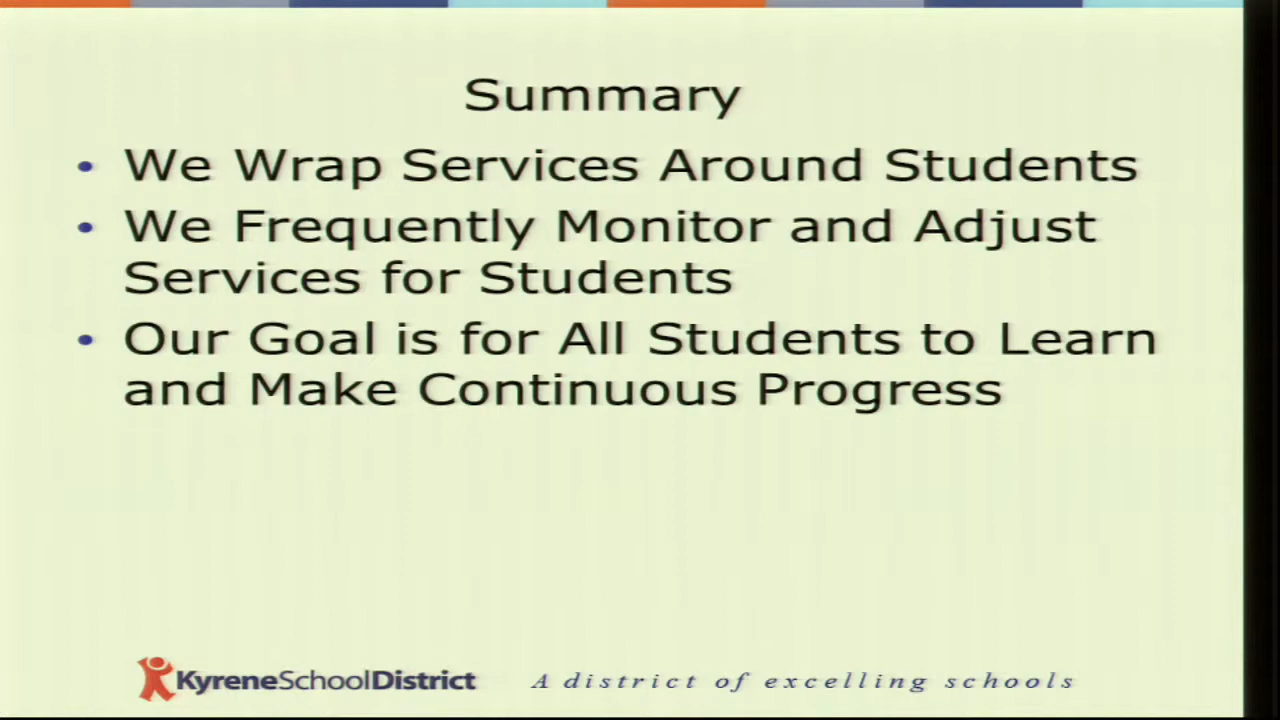 Summary
• We Wrap Services Around Students
• We Frequently Monitor and Adjust
Services for Students
• Our Goal is for All Students to Learn
and Make Continuous Progress
KyreneSchoolDistrict A district of excelling schools